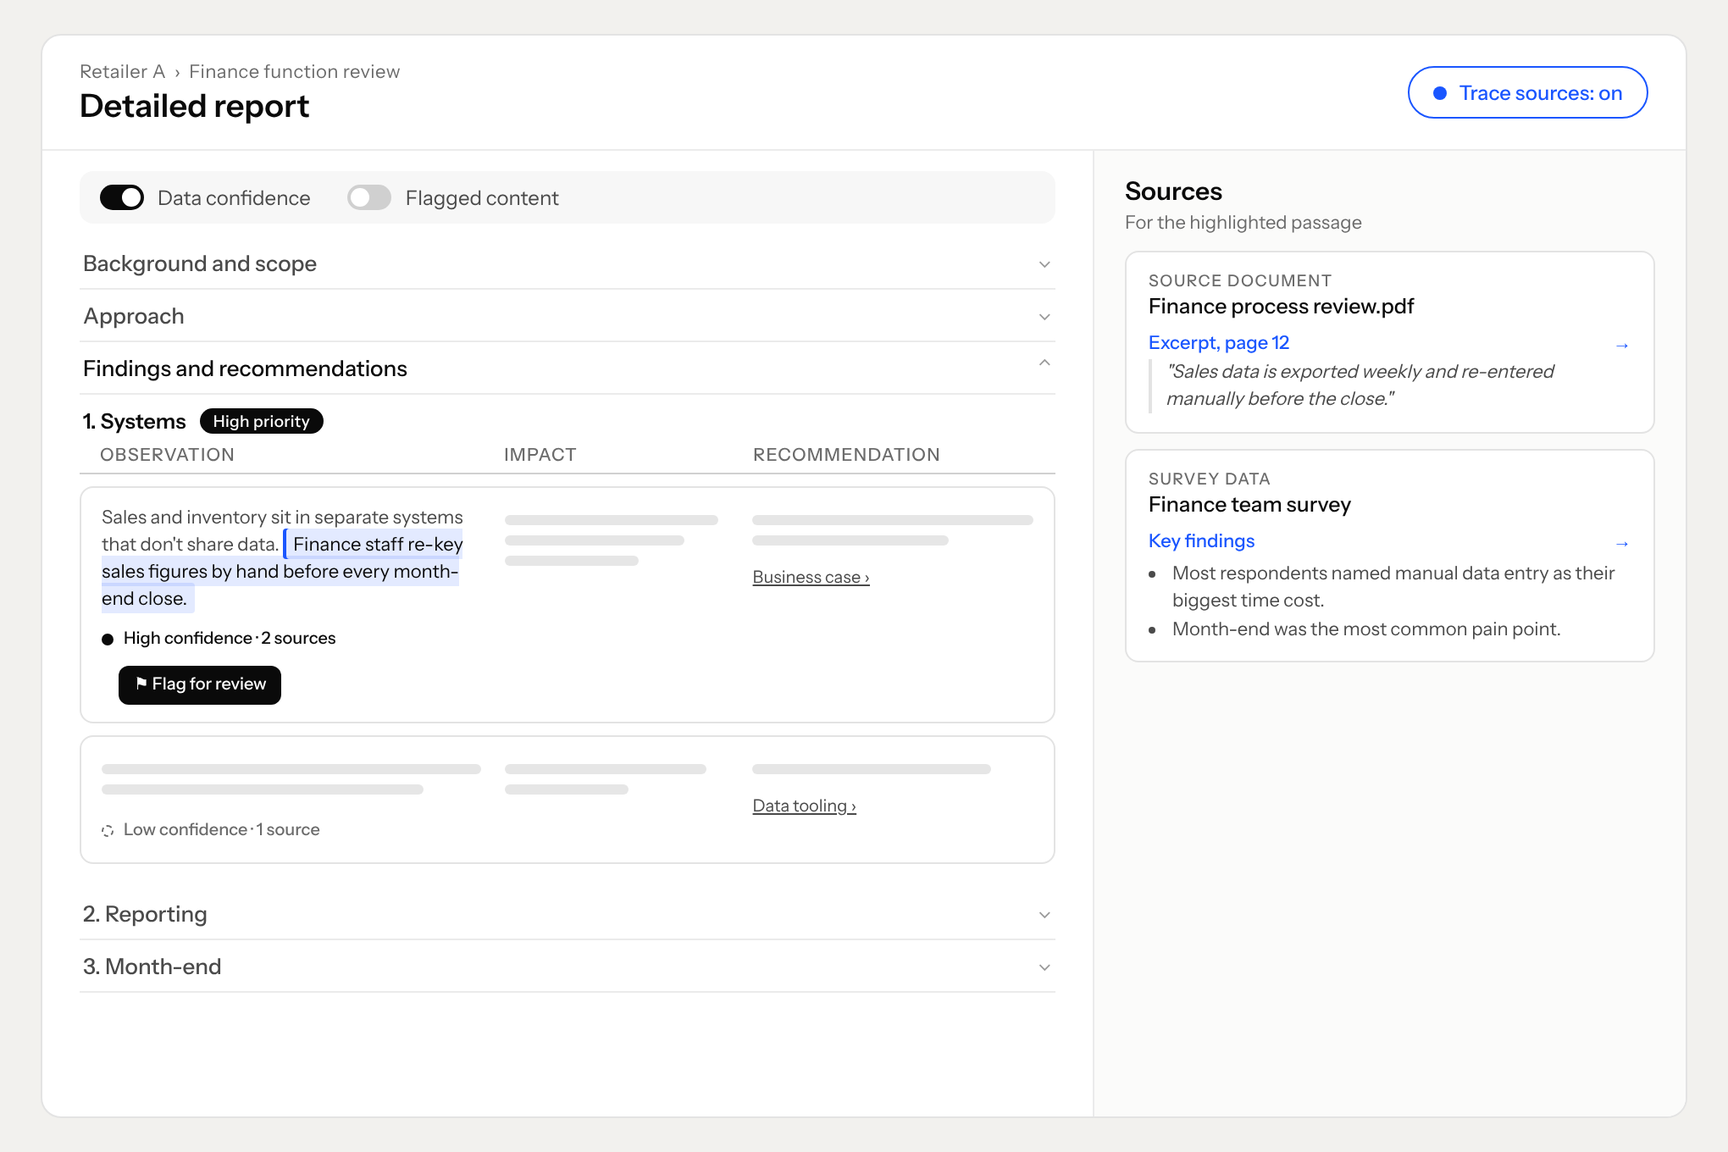 Retailer A › Finance function review
Detailed report
Trace sources: on
Data confidence
Flagged content
Background and scope
Approach
Findings and recommendations
1. Systems
High priority
OBSERVATION
IMPACT
RECOMMENDATION
Sales and inventory sit in separate systems
that don't share data. Finance staff re-key
sales figures by hand before every month-
end close.
High confidence · 2 sources
⚑ Flag for review
Business case ›
Low confidence · 1 source
Data tooling ›
2. Reporting
3. Month-end
Sources
For the highlighted passage
SOURCE DOCUMENT
Finance process review.pdf
Excerpt, page 12 →
"Sales data is exported weekly and re-entered
manually before the close."
SURVEY DATA
Finance team survey
Key findings →
• Most respondents named manual data entry as their
biggest time cost.
• Month-end was the most common pain point.